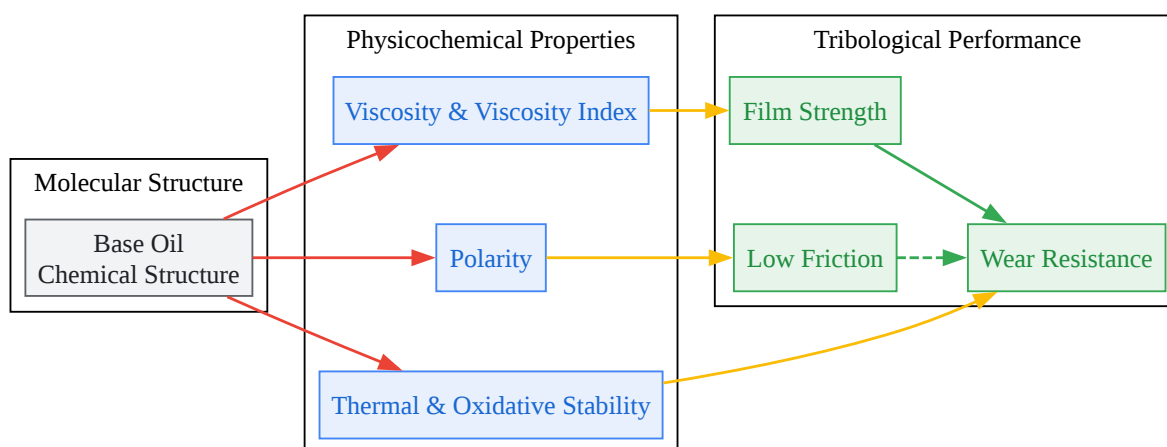 Molecular Structure
Base Oil
Chemical Structure
Physicochemical Properties
Viscosity & Viscosity Index
Polarity
Thermal & Oxidative Stability
Tribological Performance
Film Strength
Low Friction
Wear Resistance